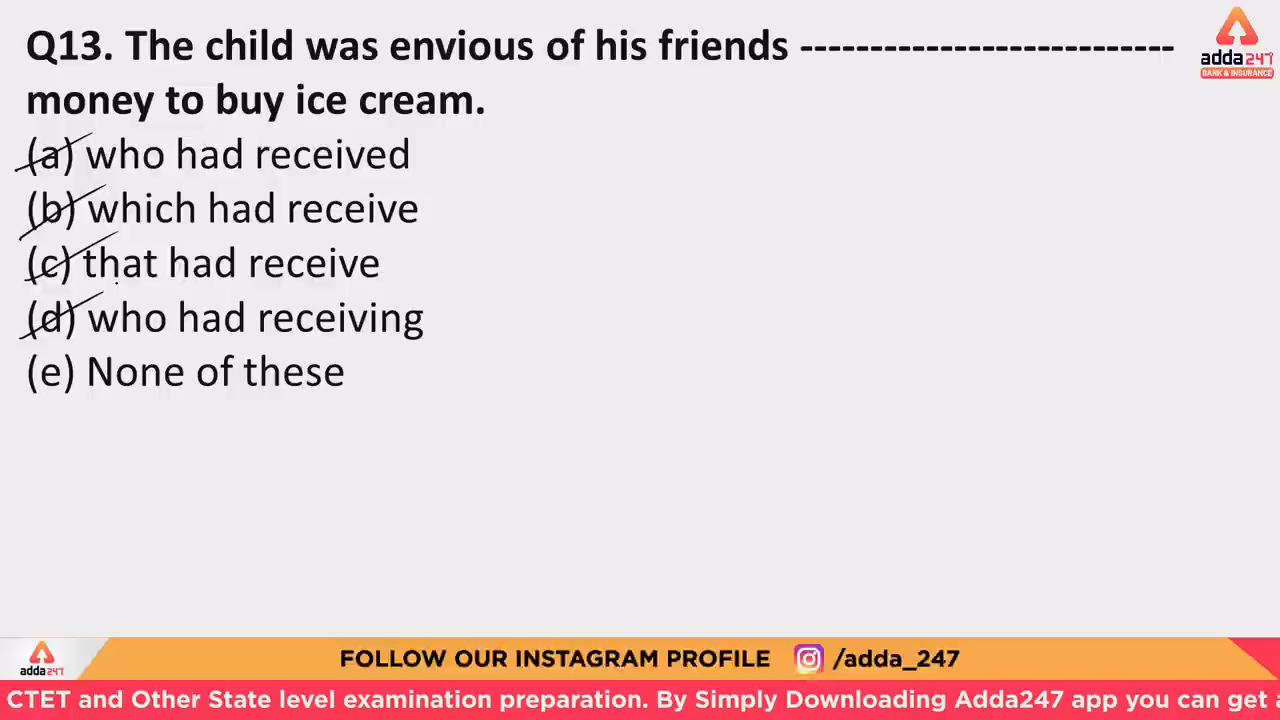 Q13. The child was envious of his friends ---------------------------
money to buy ice cream.
(a) who had received
(b) which had receive
(c) that had receive
(d) who had receiving
(e) None of these
adda247
BANK & INSURANCE
adda247
FOLLOW OUR INSTAGRAM PROFILE /adda_247
CTET and Other State level examination preparation. By Simply Downloading Adda247 app you can get